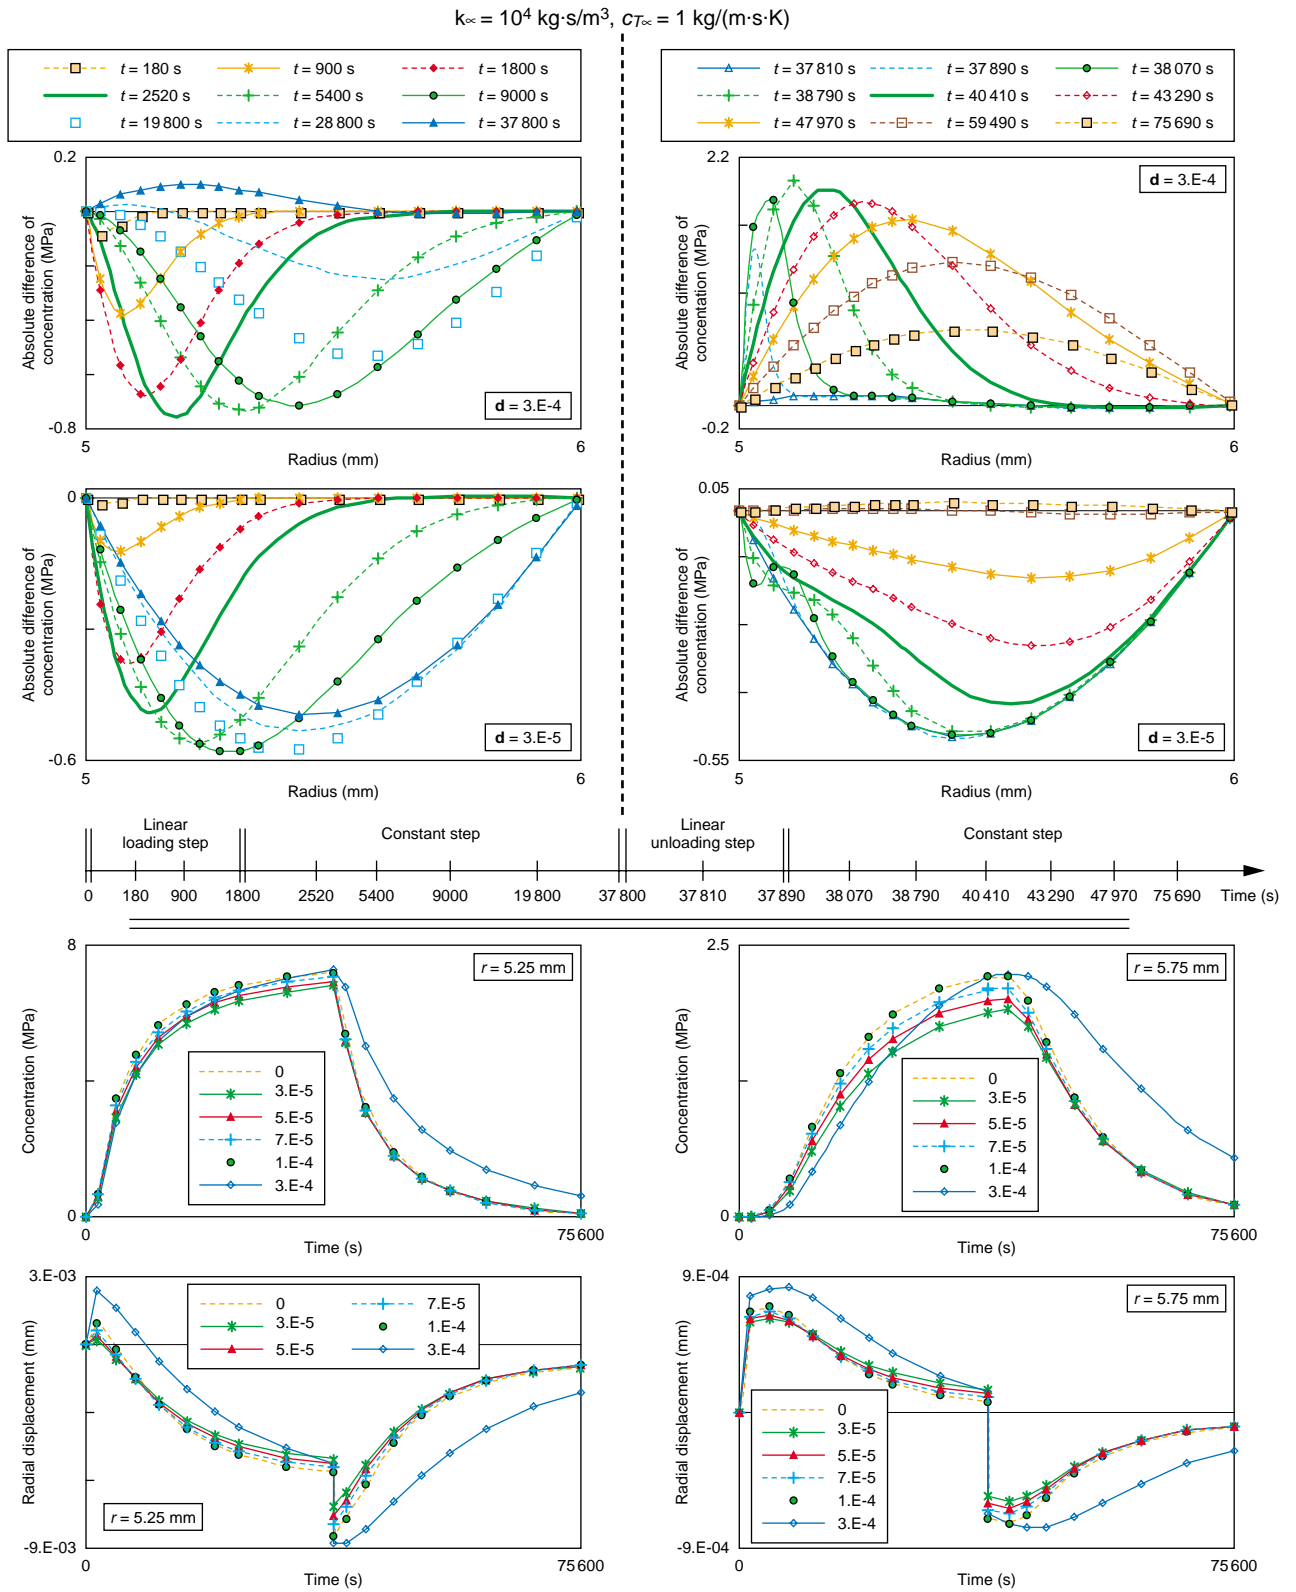 k∝ = 10⁴ kg·s/m³, cT∝ = 1 kg/(m·s·K)
t = 180 s t = 900 s t = 1800 s
t = 2520 s t = 5400 s t = 9000 s
t = 19 800 s t = 28 800 s t = 37 800 s
t = 37 810 s t = 37 890 s t = 38 070 s
t = 38 790 s t = 40 410 s t = 43 290 s
t = 47 970 s t = 59 490 s t = 75 690 s
0.2
Absolute difference of
concentration (MPa)
d = 3.E-4
-0.8
5 6
Radius (mm)
2.2
Absolute difference of
concentation (MPa)
d = 3.E-4
-0.2
5 6
Radius (mm)
0
Absolute difference of
concentration (MPa)
d = 3.E-5
-0.6
5 6
Radius (mm)
0.05
Absolute difference of
concentation (MPa)
d = 3.E-5
-0.55
5 6
Radius (mm)
Linear
loading step
Constant step
Linear
unloading step
Constant step
0 180 900 1800 2520 5400 9000 19 800 37 800 37 810 37 890 38 070 38 790 40 410 43 290 47 970 75 690 Time (s)
8
Concentration (MPa)
r = 5.25 mm
0
3.E-5
5.E-5
7.E-5
1.E-4
3.E-4
0
0 75 600
Time (s)
2.5
Concentration (MPa)
r = 5.75 mm
0
3.E-5
5.E-5
7.E-5
1.E-4
3.E-4
0
0 75 600
Time (s)
3.E-03
Radial displacement (mm)
0 7.E-5
3.E-5 1.E-4
5.E-5 3.E-4
r = 5.25 mm
-9.E-03
0 75 600
Time (s)
9.E-04
Radial displacement (mm)
r = 5.75 mm
0
3.E-5
5.E-5
7.E-5
1.E-4
3.E-4
-9.E-04
0 75 600
Time (s)